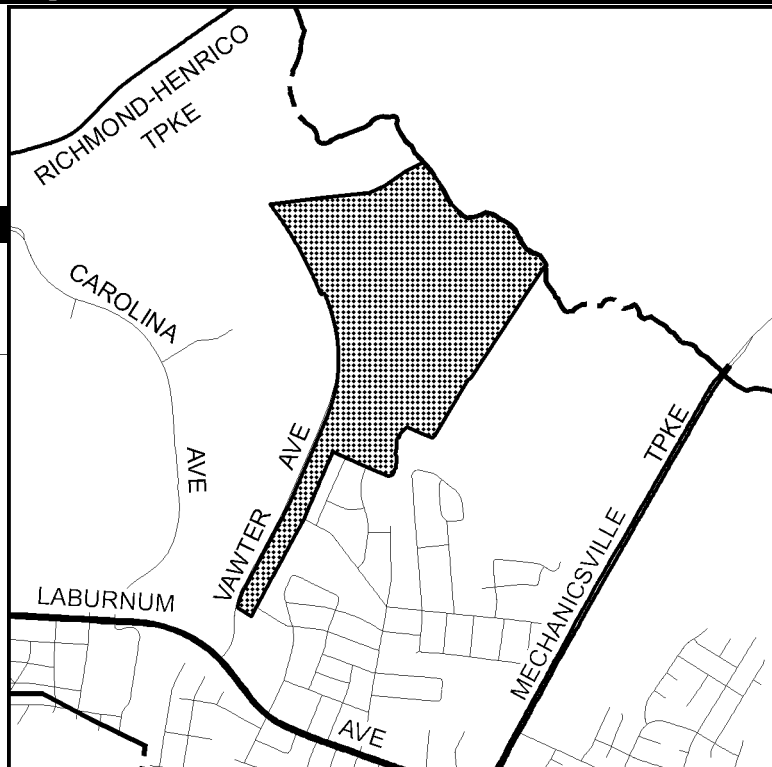 RICHMOND-HENRICO
TPKE
CAROLINA
AVE
AVE
VAWTER
TPKE
MECHANICSVILLE
LABURNUM
AVE